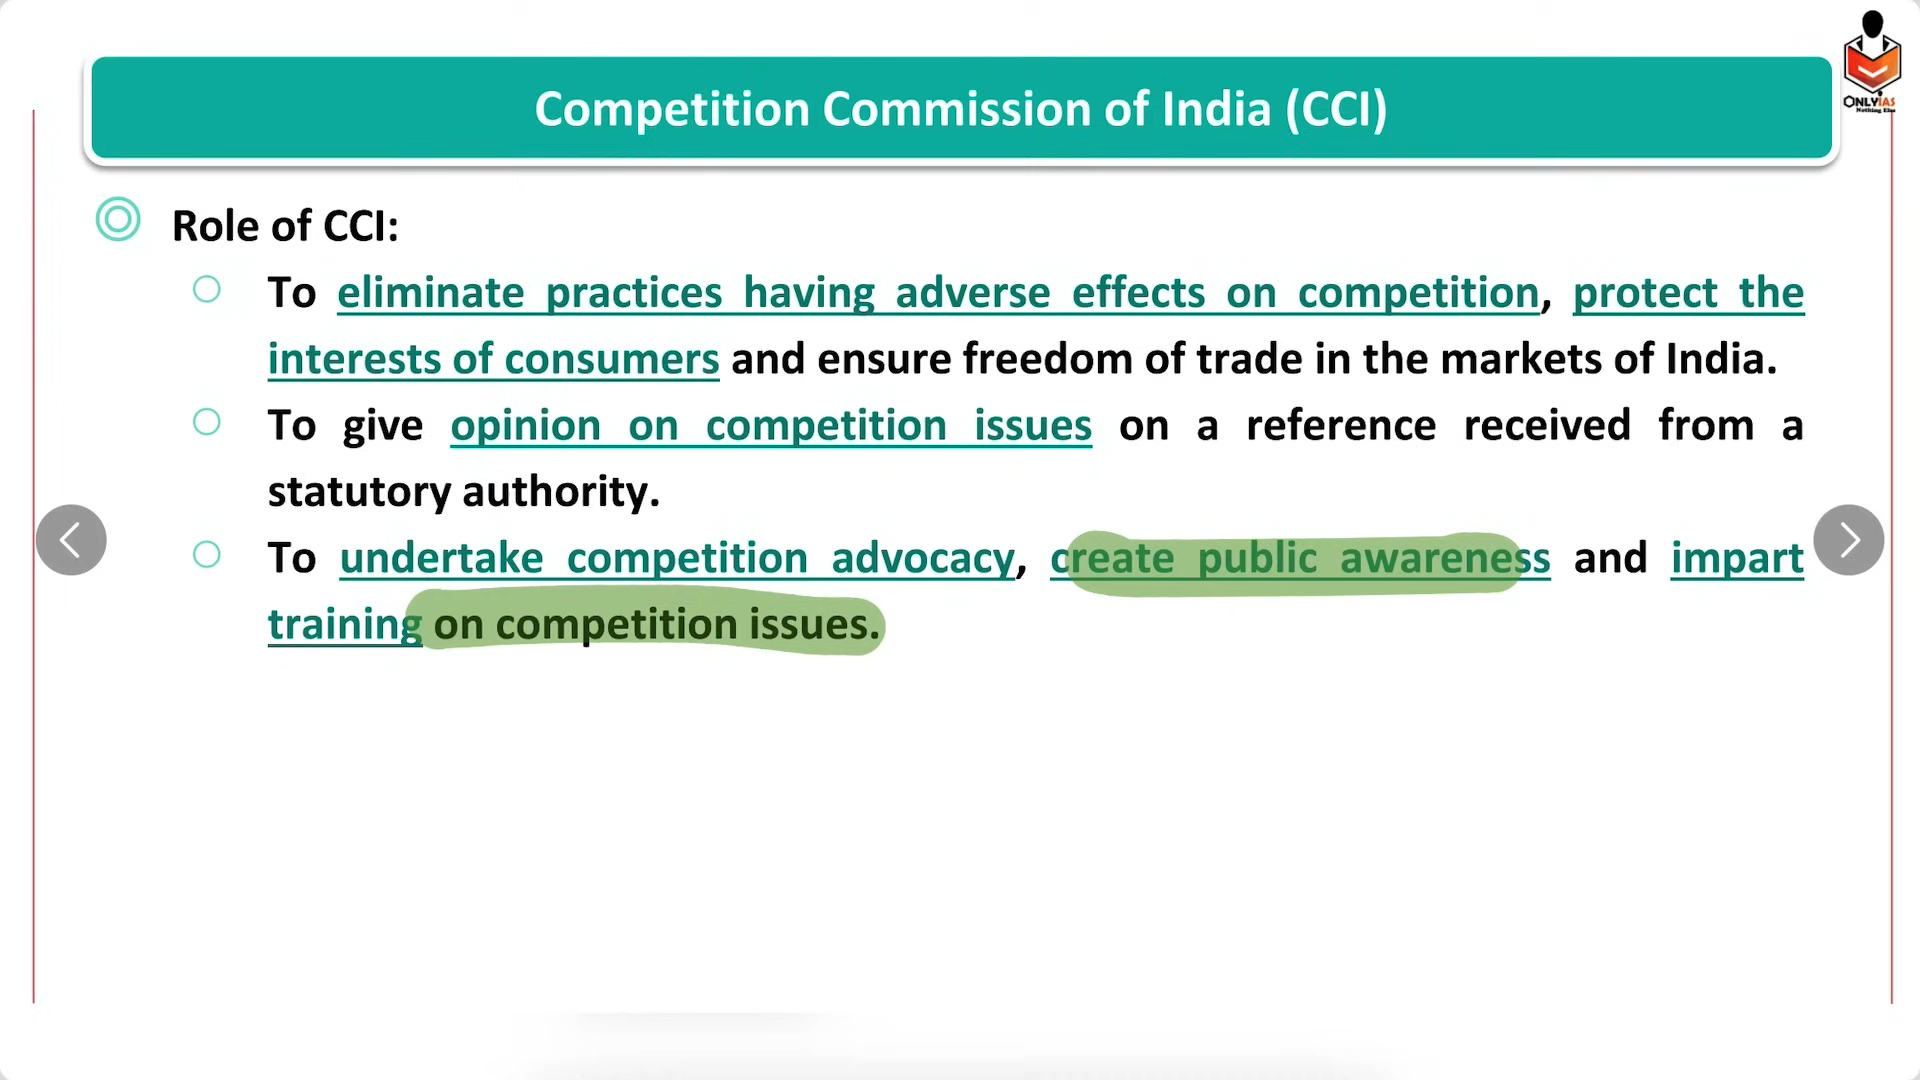 Competition Commission of India (CCI)
ONLYIAS
Nothing Else
Role of CCI:
To eliminate practices having adverse effects on competition, protect the
interests of consumers and ensure freedom of trade in the markets of India.
To give opinion on competition issues on a reference received from a
statutory authority.
To undertake competition advocacy, create public awareness and impart
training on competition issues.